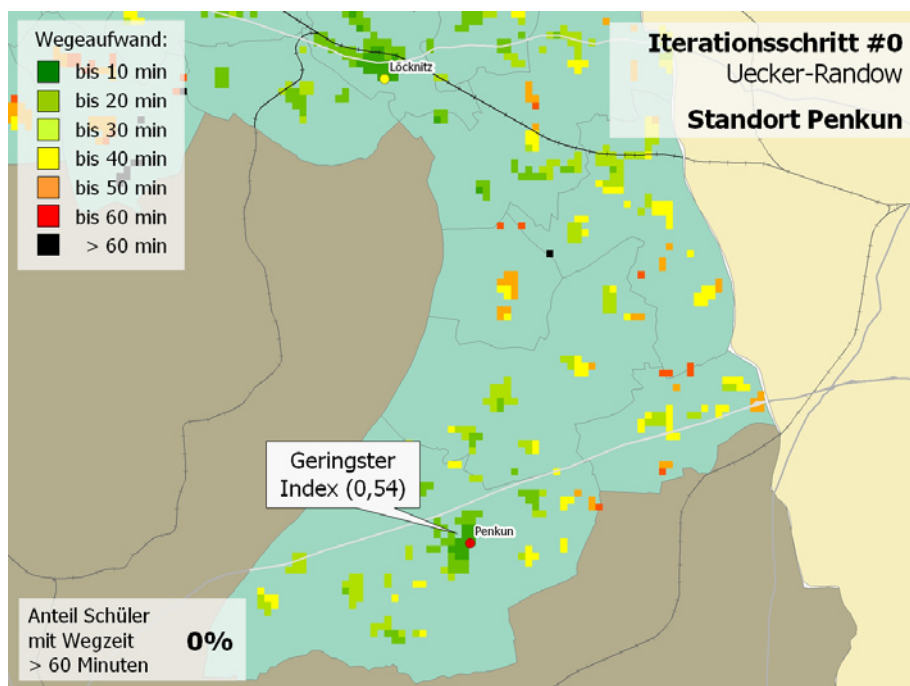 Wegeaufwand:
bis 10 min
bis 20 min
bis 30 min
bis 40 min
bis 50 min
bis 60 min
> 60 min
Iterationsschritt #0
Uecker-Randow
Standort Penkun
Löcknitz
Geringster
Index (0,54)
Penkun
Anteil Schüler
mit Wegzeit
> 60 Minuten
0%